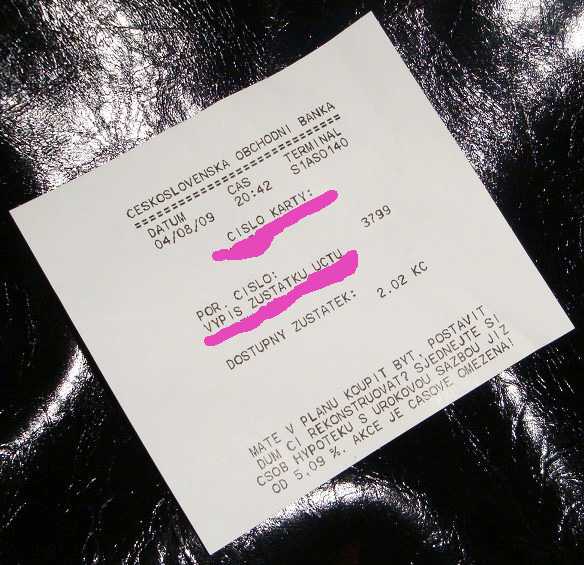 CESKOSLOVENSKA OBCHODNI BANKA
==============================
DATUM CAS TERMINAL
04/08/09 20:42 S1AS0140
CISLO KARTY:
POR. CISLO: 3799
VYPIS ZUSTATKU UCTU
DOSTUPNY ZUSTATEK: 2.02 KC
MATE V PLANU KOUPIT BYT, POSTAVIT
DUM CI REKONSTRUOVAT? SJEDNEJTE SI
CSOB HYPOTEKU S UROKOVOU SAZBOU JIZ
OD 5,09 %. AKCE JE CASOVE OMEZENA!